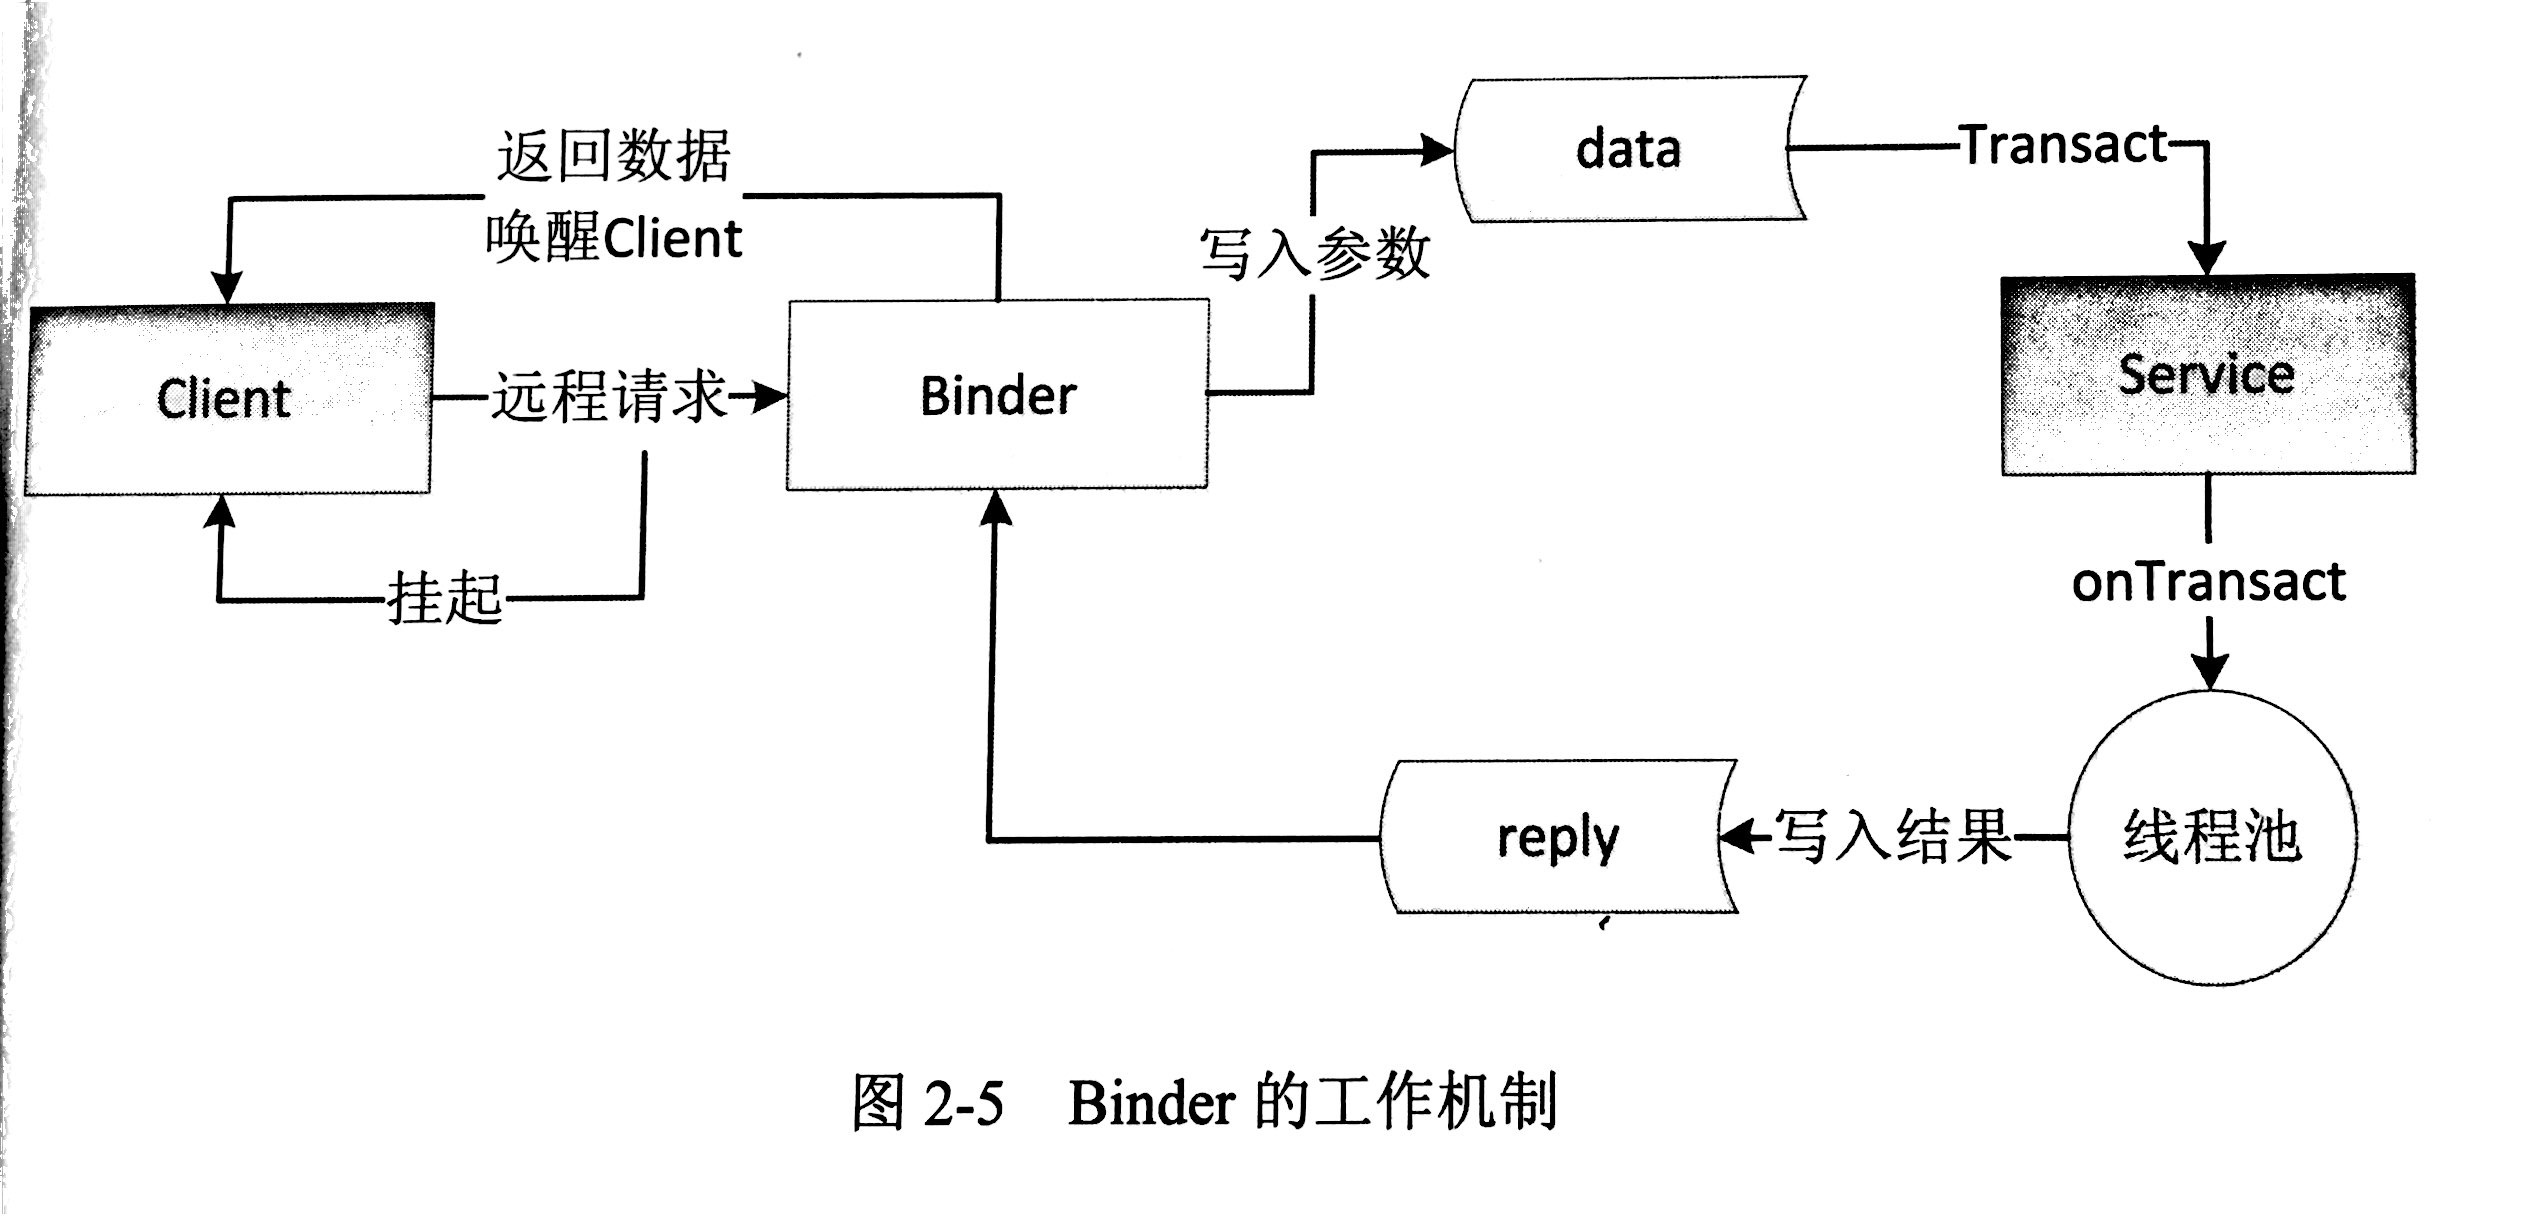 返回数据
唤醒Client
data
Transact
写入参数
Client
远程请求
Binder
Service
挂起
onTransact
reply
写入结果
线程池
图 2-5 Binder 的工作机制